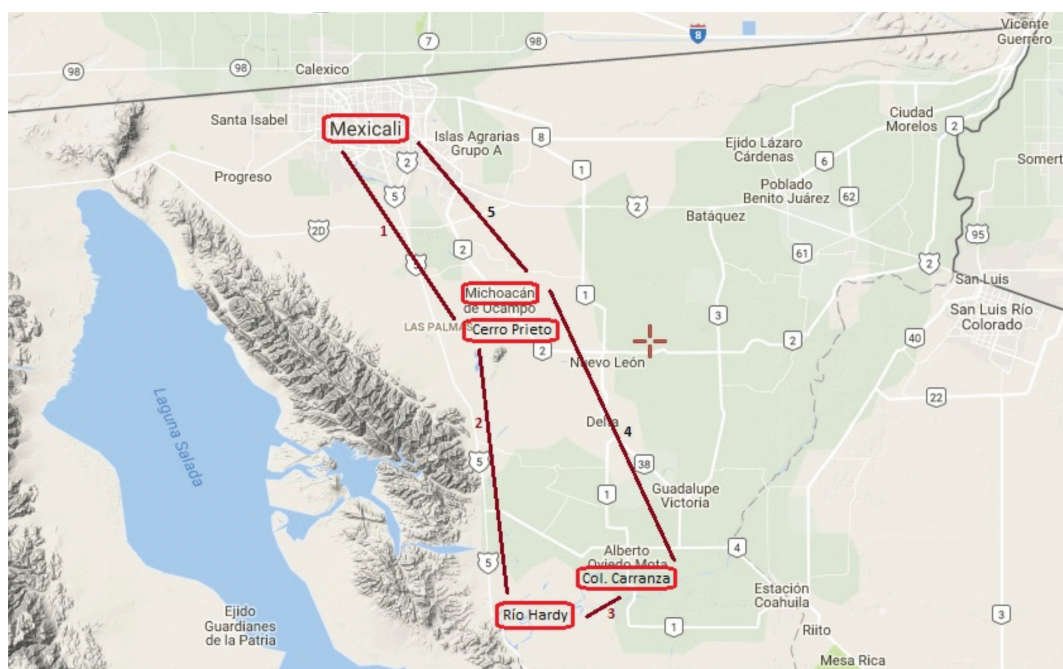 Vicente
Guerrero
7
98
8
98
98
Calexico
Santa Isabel
Mexicali
Islas Agrarias
Grupo A
8
Ciudad
Morelos
2
Ejido Lázaro
Cárdenas
6
Somert
2
1
Progreso
5
Poblado
Benito Juárez
62
5
2
Batáquez
1
2D
95
2
61
2
5
San Luis
Michoacán
de Ocampo
1
San Luis Río
Colorado
3
LAS PALMAS
Cerro Prieto
2
2
40
Nuevo León
22
Laguna Salada
2
Delta
4
5
38
1
Guadalupe
Victoria
Alberto
Oviedo Mota
4
5
Col. Carranza
Estación
Coahuila
Río Hardy
3
1
3
Ejido
Guardianes
de la Patria
Riito
Mesa Rica